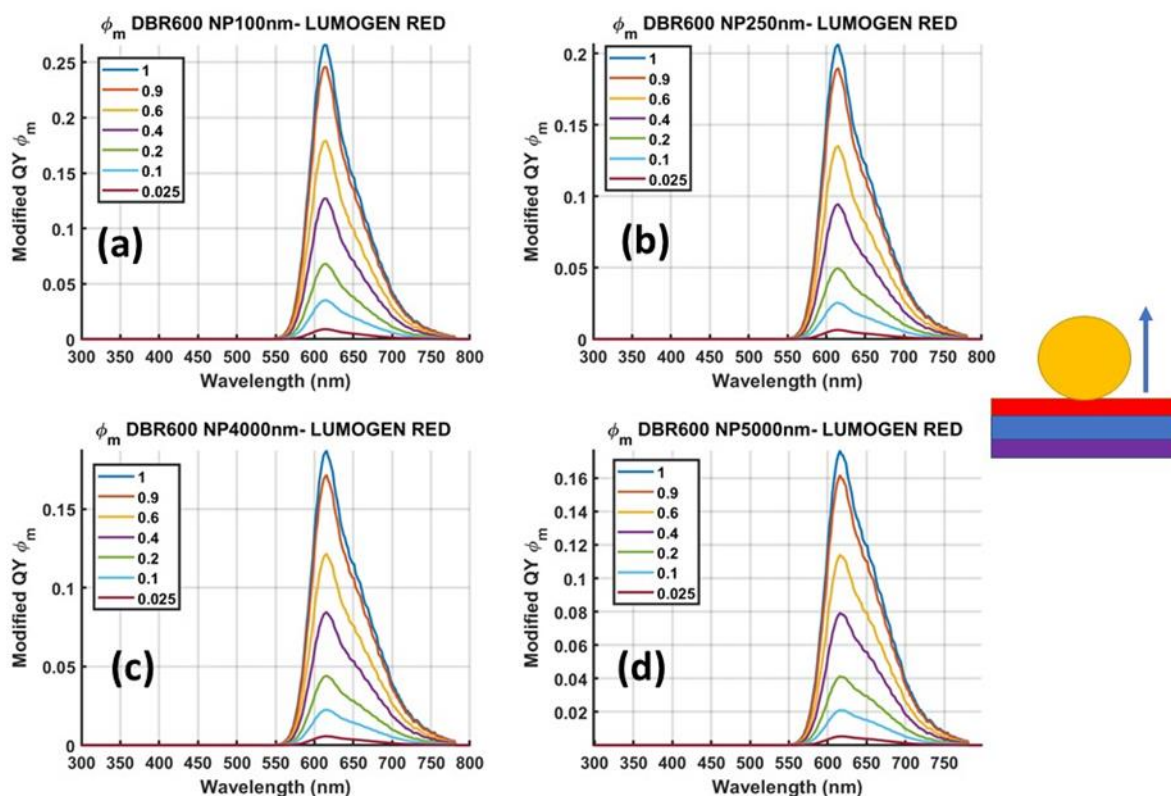 ϕm DBR600 NP100nm- LUMOGEN RED
Modified QY ϕm
0.25
0.2
0.15
0.1
0.05
0
1
0.9
0.6
0.4
0.2
0.1
0.025
(a)
300 350 400 450 500 550 600 650 700 750 800
Wavelength (nm)
ϕm DBR600 NP250nm- LUMOGEN RED
Modified QY ϕm
0.2
0.15
0.1
0.05
0
1
0.9
0.6
0.4
0.2
0.1
0.025
(b)
300 350 400 450 500 550 600 650 700 750 800
Wavelength (nm)
ϕm DBR600 NP4000nm- LUMOGEN RED
Modified QY ϕm
0.15
0.1
0.05
0
1
0.9
0.6
0.4
0.2
0.1
0.025
(c)
300 350 400 450 500 550 600 650 700 750 800
Wavelength (nm)
ϕm DBR600 NP5000nm- LUMOGEN RED
Modified QY ϕm
0.16
0.14
0.12
0.1
0.08
0.06
0.04
0.02
1
0.9
0.6
0.4
0.2
0.1
0.025
(d)
300 350 400 450 500 550 600 650 700 750
Wavelength (nm)